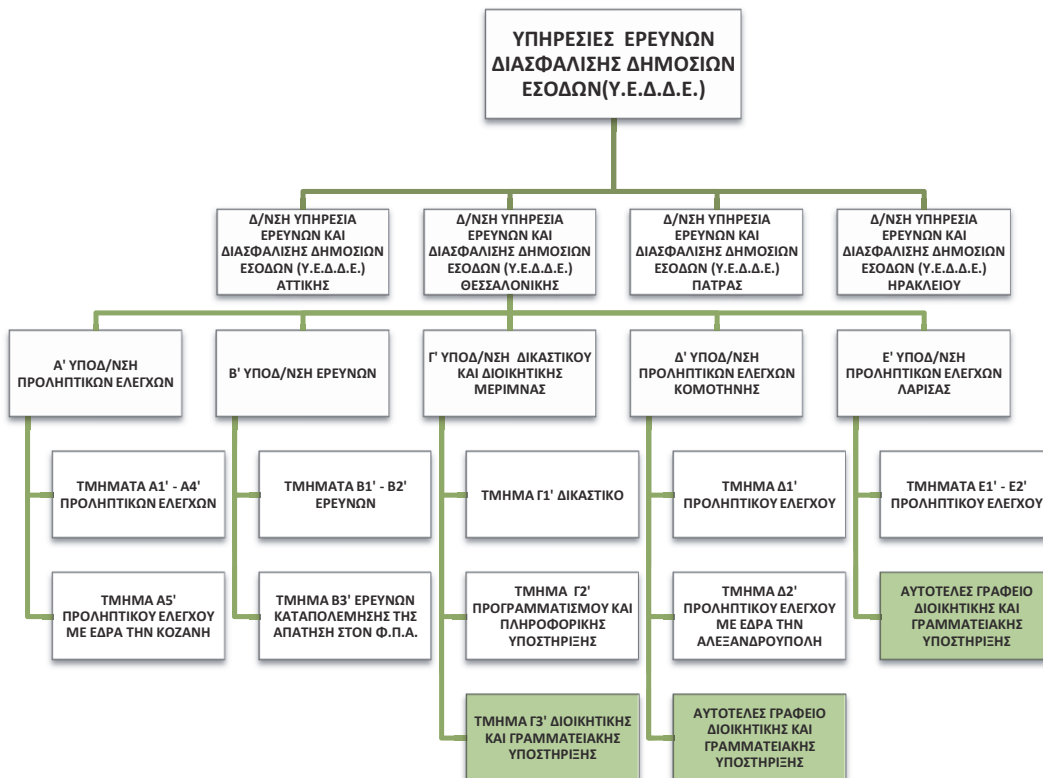 ΥΠΗΡΕΣΙΕΣ ΕΡΕΥΝΩΝ
ΔΙΑΣΦΑΛΙΣΗΣ ΔΗΜΟΣΙΩΝ
ΕΣΟΔΩΝ(Υ.Ε.Δ.Δ.Ε.)
Δ/ΝΣΗ ΥΠΗΡΕΣΙΑ
ΕΡΕΥΝΩΝ ΚΑΙ
ΔΙΑΣΦΑΛΙΣΗΣ ΔΗΜΟΣΙΩΝ
ΕΣΟΔΩΝ (Υ.Ε.Δ.Δ.Ε.)
ΑΤΤΙΚΗΣ
Δ/ΝΣΗ ΥΠΗΡΕΣΙΑ
ΕΡΕΥΝΩΝ ΚΑΙ
ΔΙΑΣΦΑΛΙΣΗΣ ΔΗΜΟΣΙΩΝ
ΕΣΟΔΩΝ (Υ.Ε.Δ.Δ.Ε.)
ΘΕΣΣΑΛΟΝΙΚΗΣ
Δ/ΝΣΗ ΥΠΗΡΕΣΙΑ
ΕΡΕΥΝΩΝ ΚΑΙ
ΔΙΑΣΦΑΛΙΣΗΣ ΔΗΜΟΣΙΩΝ
ΕΣΟΔΩΝ (Υ.Ε.Δ.Δ.Ε.)
ΠΑΤΡΑΣ
Δ/ΝΣΗ ΥΠΗΡΕΣΙΑ
ΕΡΕΥΝΩΝ ΚΑΙ
ΔΙΑΣΦΑΛΙΣΗΣ ΔΗΜΟΣΙΩΝ
ΕΣΟΔΩΝ (Υ.Ε.Δ.Δ.Ε.)
ΗΡΑΚΛΕΙΟΥ
Α' ΥΠΟΔ/ΝΣΗ
ΠΡΟΛΗΠΤΙΚΩΝ ΕΛΕΓΧΩΝ
Β' ΥΠΟΔ/ΝΣΗ ΕΡΕΥΝΩΝ
Γ' ΥΠΟΔ/ΝΣΗ ΔΙΚΑΣΤΙΚΟΥ
ΚΑΙ ΔΙΟΙΚΗΤΙΚΗΣ
ΜΕΡΙΜΝΑΣ
Δ' ΥΠΟΔ/ΝΣΗ
ΠΡΟΛΗΠΤΙΚΩΝ ΕΛΕΓΧΩΝ
ΚΟΜΟΤΗΝΗΣ
Ε' ΥΠΟΔ/ΝΣΗ
ΠΡΟΛΗΠΤΙΚΩΝ ΕΛΕΓΧΩΝ
ΛΑΡΙΣΑΣ
ΤΜΗΜΑΤΑ Α1' - Α4'
ΠΡΟΛΗΠΤΙΚΩΝ ΕΛΕΓΧΩΝ
ΤΜΗΜΑΤΑ Β1' - Β2'
ΕΡΕΥΝΩΝ
ΤΜΗΜΑ Γ1' ΔΙΚΑΣΤΙΚΟ
ΤΜΗΜΑ Δ1'
ΠΡΟΛΗΠΤΙΚΟΥ ΕΛΕΓΧΟΥ
ΤΜΗΜΑΤΑ Ε1' - Ε2'
ΠΡΟΛΗΠΤΙΚΟΥ ΕΛΕΓΧΟΥ
ΤΜΗΜΑ Α5'
ΠΡΟΛΗΠΤΙΚΟΥ ΕΛΕΓΧΟΥ
ΜΕ ΕΔΡΑ ΤΗΝ ΚΟΖΑΝΗ
ΤΜΗΜΑ Β3' ΕΡΕΥΝΩΝ
ΚΑΤΑΠΟΛΕΜΗΣΗΣ ΤΗΣ
ΑΠΑΤΗΣΗ ΣΤΟΝ Φ.Π.Α.
ΤΜΗΜΑ Γ2'
ΠΡΟΓΡΑΜΜΑΤΙΣΜΟΥ ΚΑΙ
ΠΛΗΡΟΦΟΡΙΚΗΣ
ΥΠΟΣΤΗΡΙΞΗΣ
ΤΜΗΜΑ Δ2'
ΠΡΟΛΗΠΤΙΚΟΥ ΕΛΕΓΧΟΥ
ΜΕ ΕΔΡΑ ΤΗΝ
ΑΛΕΞΑΝΔΡΟΥΠΟΛΗ
ΑΥΤΟΤΕΛΕΣ ΓΡΑΦΕΙΟ
ΔΙΟΙΚΗΤΙΚΗΣ ΚΑΙ
ΓΡΑΜΜΑΤΕΙΑΚΗΣ
ΥΠΟΣΤΗΡΙΞΗΣ
ΤΜΗΜΑ Γ3' ΔΙΟΙΚΗΤΙΚΗΣ
ΚΑΙ ΓΡΑΜΜΑΤΕΙΑΚΗΣ
ΥΠΟΣΤΗΡΙΞΗΣ
ΑΥΤΟΤΕΛΕΣ ΓΡΑΦΕΙΟ
ΔΙΟΙΚΗΤΙΚΗΣ ΚΑΙ
ΓΡΑΜΜΑΤΕΙΑΚΗΣ
ΥΠΟΣΤΗΡΙΞΗΣ